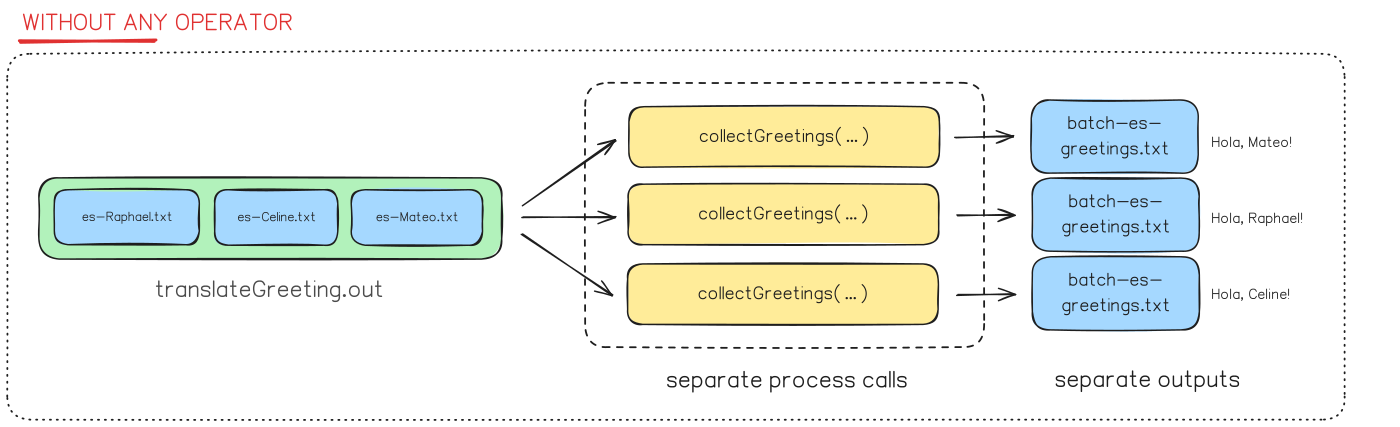 WITHOUT ANY OPERATOR
es-Raphael.txt
es-Celine.txt
es-Mateo.txt
translateGreeting.out
collectGreetings(...)
collectGreetings(...)
collectGreetings(...)
separate process calls
batch-es-
greetings.txt
Hola, Mateo!
batch-es-
greetings.txt
Hola, Raphael!
batch-es-
greetings.txt
Hola, Celine!
separate outputs